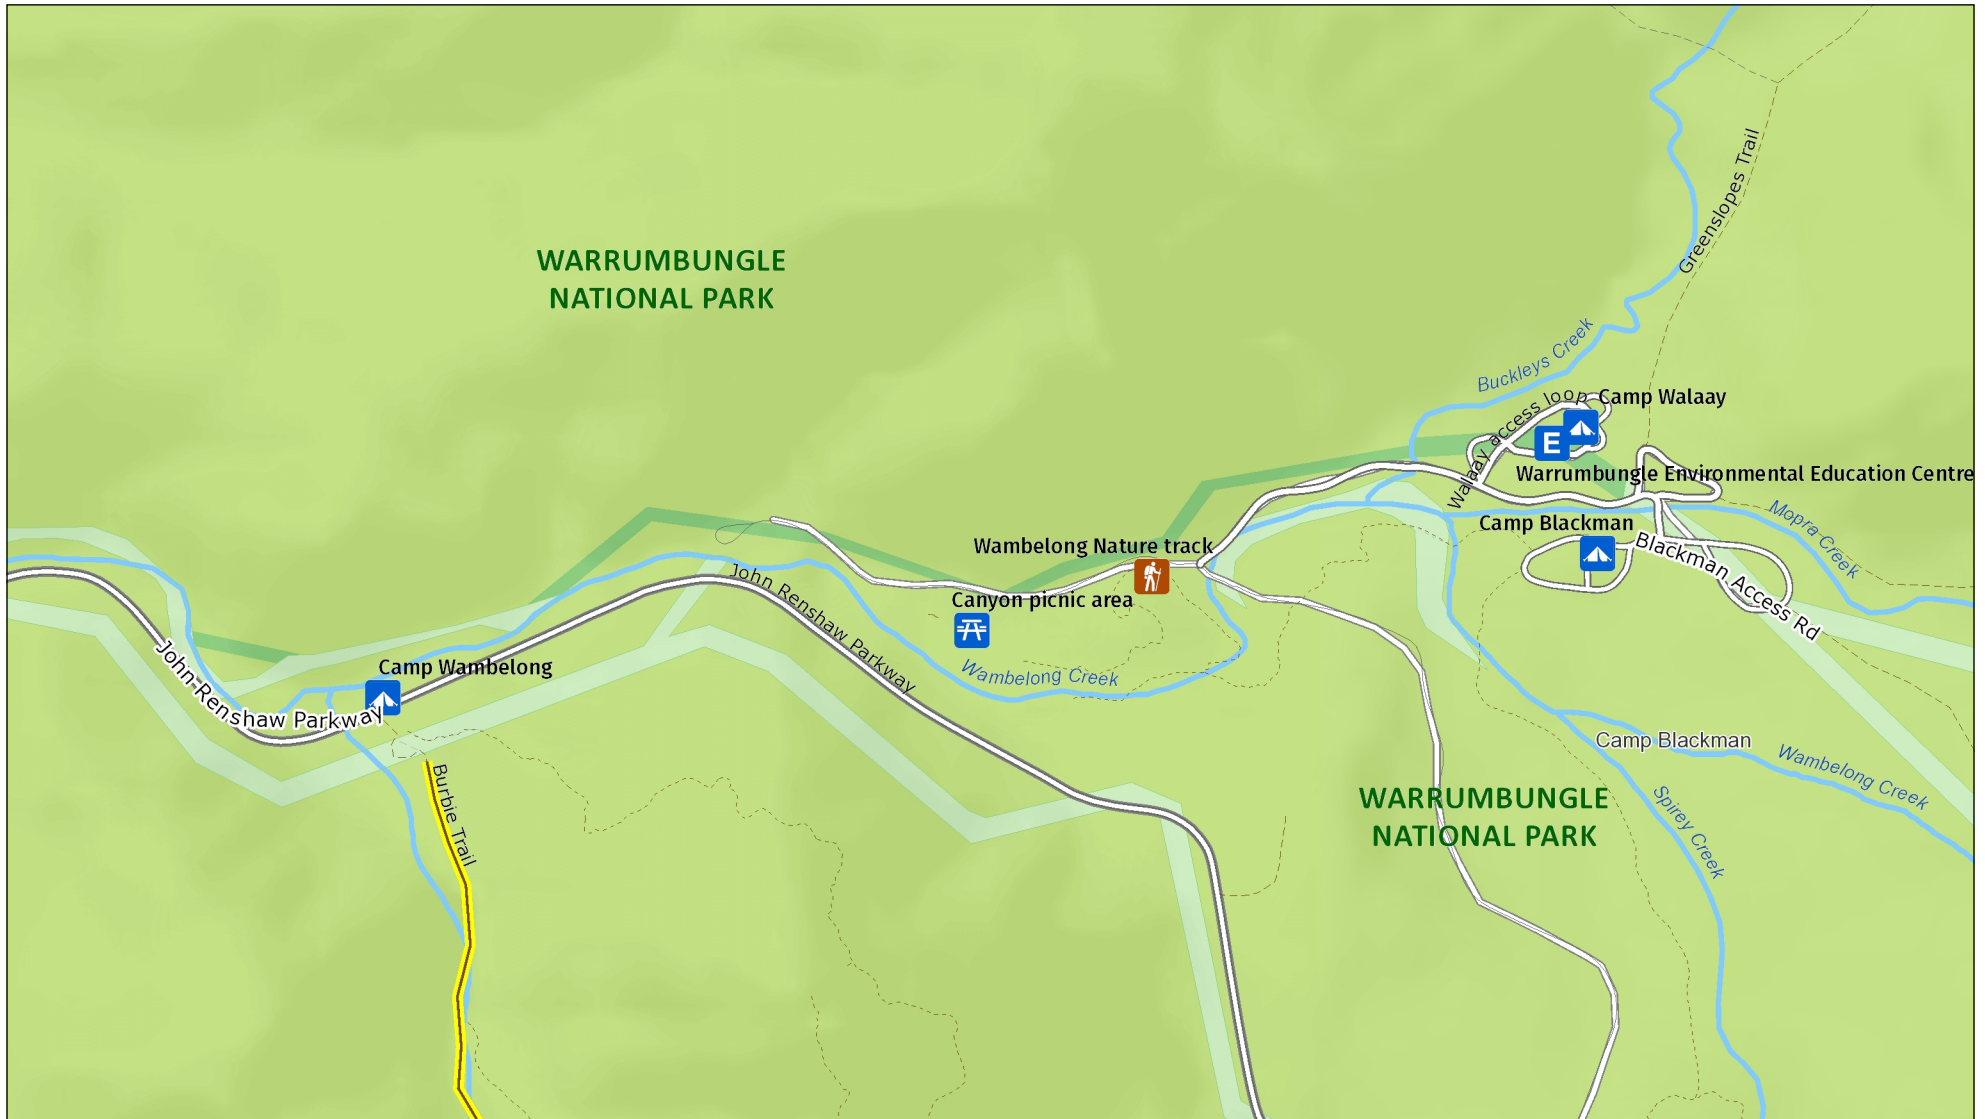 Greenslopes Trail
WARRUMBUNGLE
NATIONAL PARK
Buckleys Creek
Walaay access loop
Camp Walaay
E
Warrumbungle Environmental Education Centre
Mopra Creek
Camp Blackman
Blackman Access Rd
Wambelong Nature track
Canyon picnic area
John Renshaw Parkway
Wambelong Creek
Camp Wambelong
John Renshaw Parkway
Burbie Trail
Camp Blackman
Wambelong Creek
Spirey Creek
WARRUMBUNGLE
NATIONAL PARK